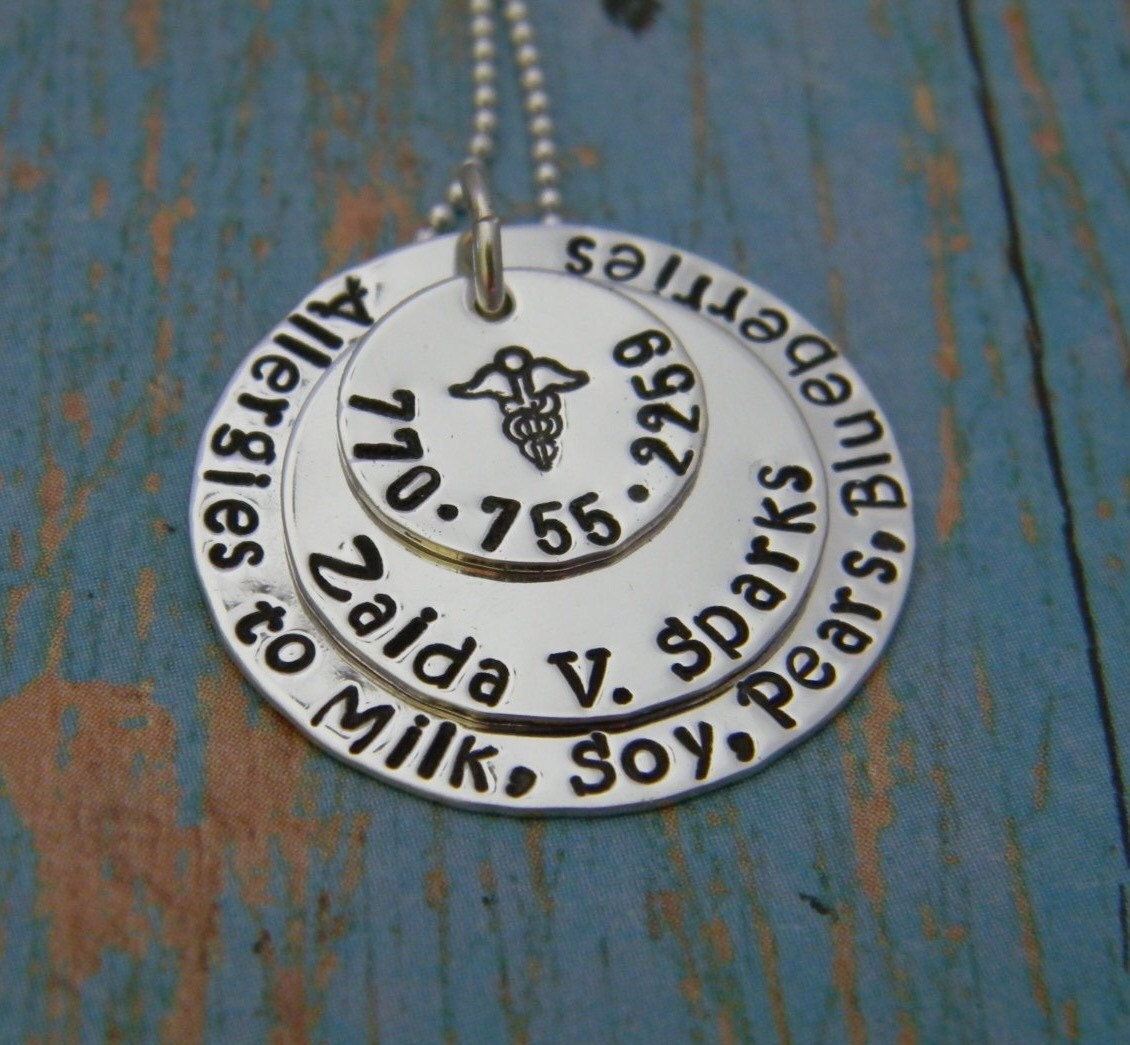 770.755.2259
Zaida V. Sparks
Allergies to Milk, Soy, Pears, Blueberries